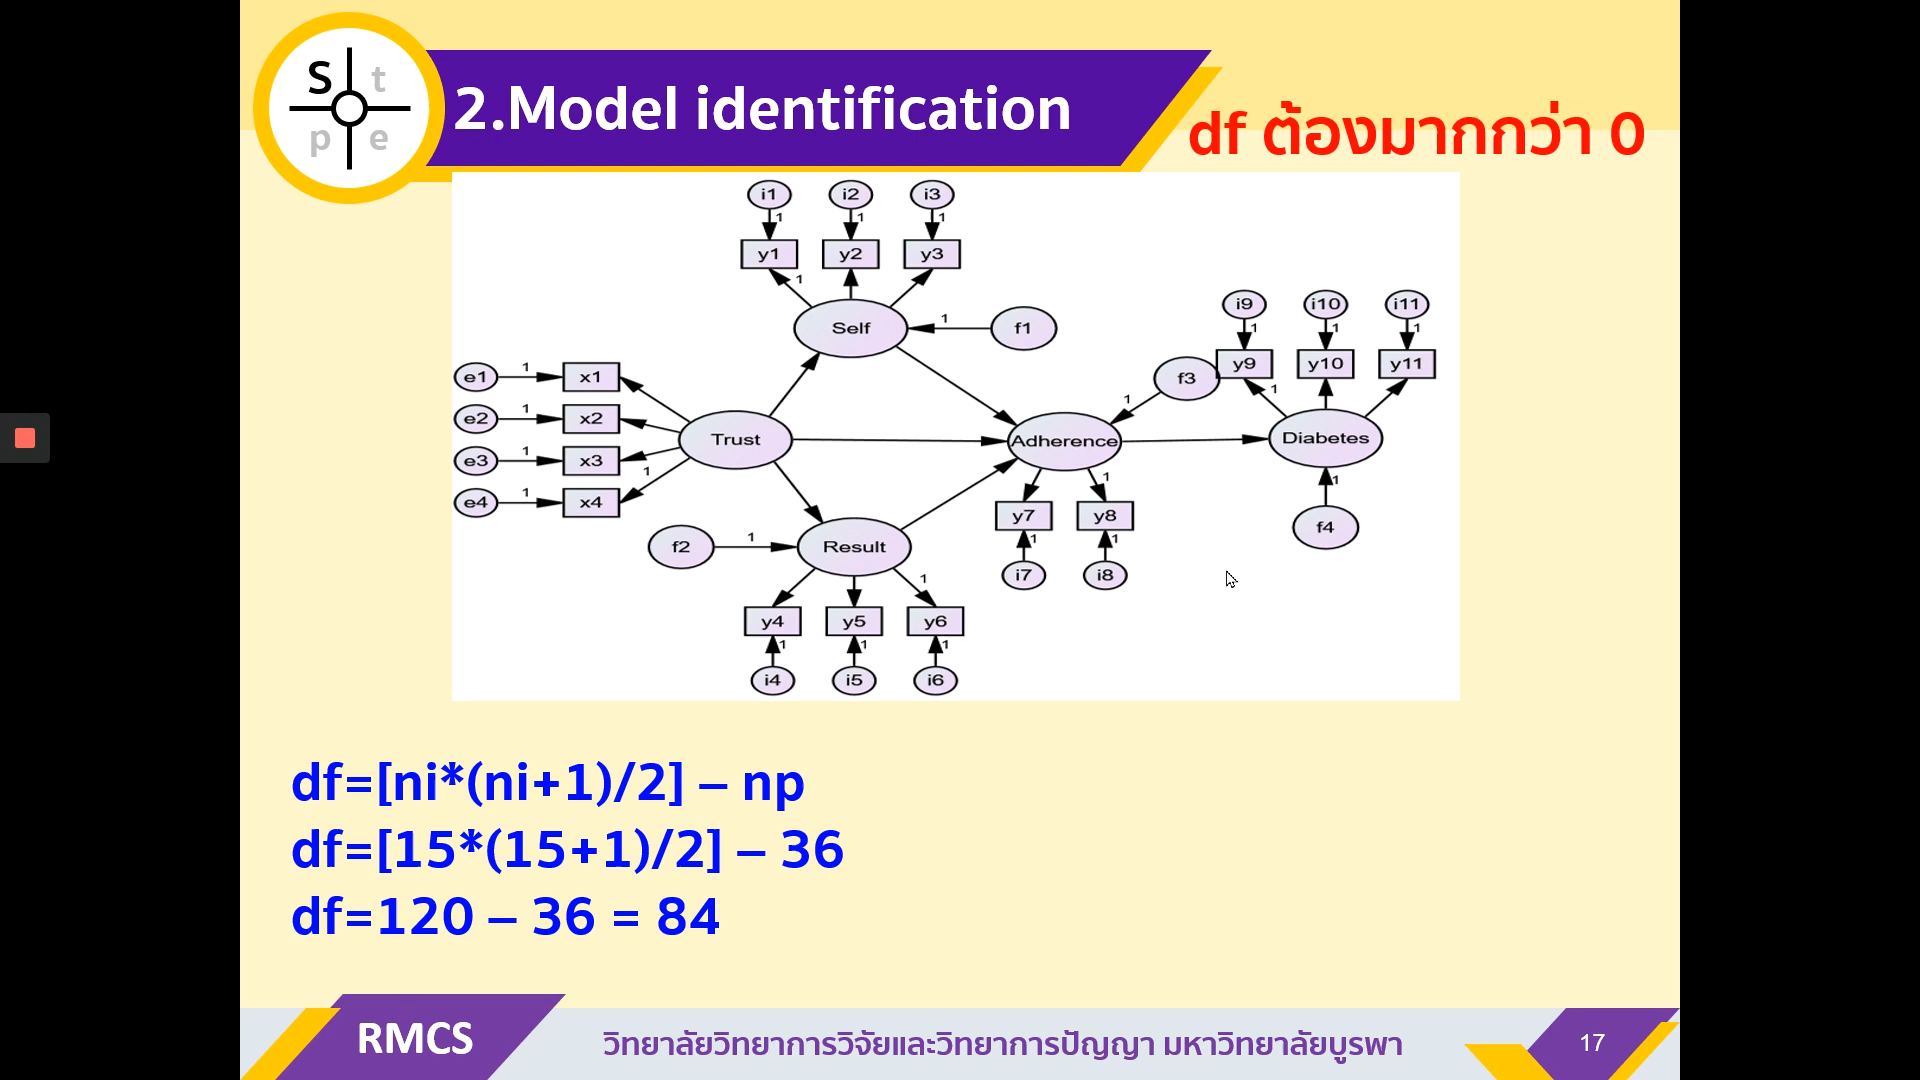 S t
p e
2.Model identification
df ต้องมากกว่า 0
i1 i2 i3
1 1 1
y1 y2 y3
1
Self 1 f1
i9 i10 i11
1 1 1
y9 y10 y11
f3
1
1
e1 1 x1
e2 1 x2
e3 1 x3
e4 1 x4
1
Trust
Adherence
Diabetes
1
1
y7 y8
1 1
i7 i8
f4
f2 1 Result
1
y4 y5 y6
1 1 1
i4 i5 i6
df=[ni*(ni+1)/2] – np
df=[15*(15+1)/2] – 36
df=120 – 36 = 84
RMCS
วิทยาลัยวิทยาการวิจัยและวิทยาการปัญญา มหาวิทยาลัยบูรพา
17